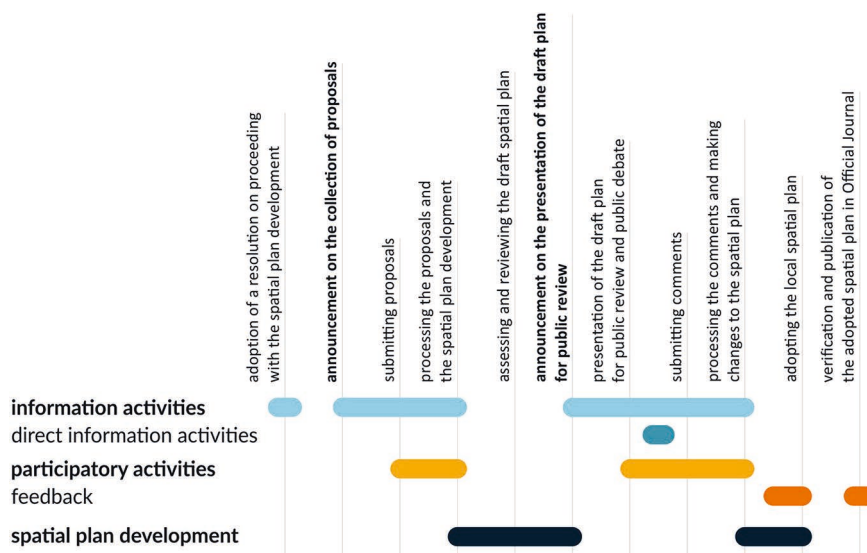 adoption of a resolution on proceeding
with the spatial plan development
announcement on the collection of proposals
submitting proposals
processing the proposals and
the spatial plan development
assessing and reviewing the draft spatial plan
announcement on the presentation of the draft plan
for public review
presentation of the draft plan
for public review and public debate
submitting comments
processing the comments and making
changes to the spatial plan
adopting the local spatial plan
verification and publication of
the adopted spatial plan in Official Journal
information activities
direct information activities
participatory activities
feedback
spatial plan development